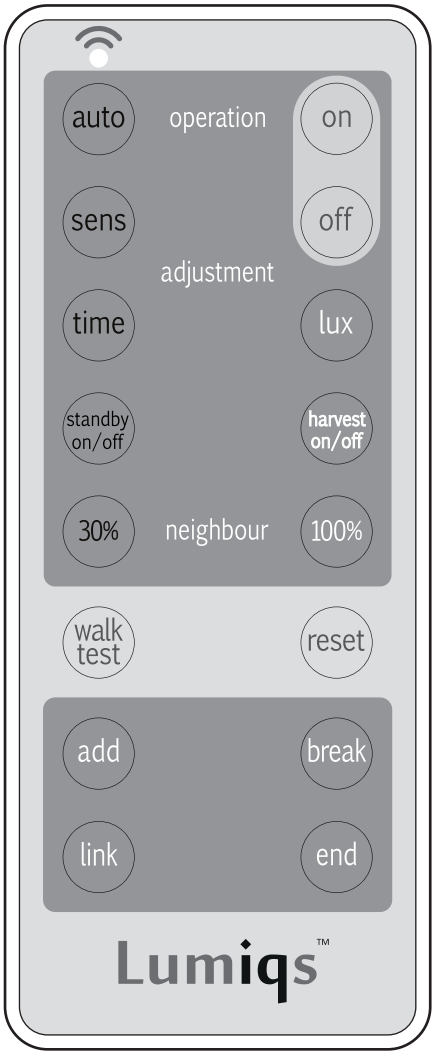 auto operation on
sens off
adjustment
time lux
standby
on/off
harvest
on/off
30% neighbour 100%
walk
test
reset
add break
link end
Lumiqs™